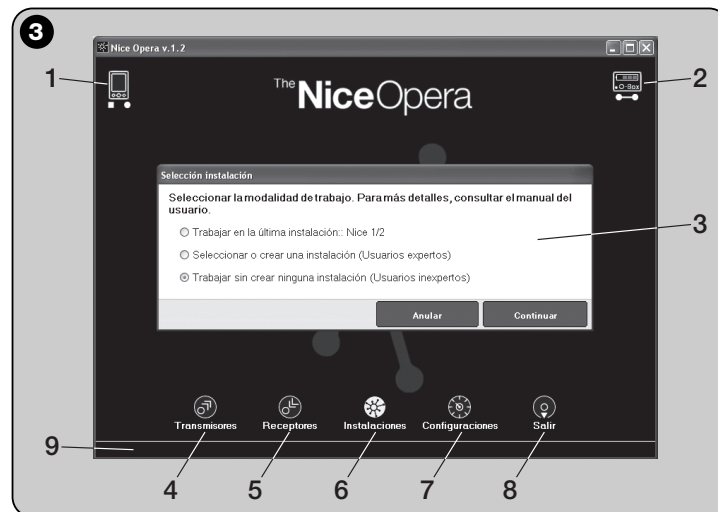 3
Nice Opera v.1.2
1
2
The NiceOpera
O-Box
Selección instalación
Seleccionar la modalidad de trabajo. Para más detalles, consultar el manual del
usuario.
Trabajar en la última instalación:: Nice 1/2
Seleccionar o crear una instalación (Usuarios expertos)
Trabajar sin crear ninguna instalación (Usuarios inexpertos)
3
Anular
Continuar
Transmisores
Receptores
Instalaciones
Configuraciones
Salir
9
4
5
6
7
8